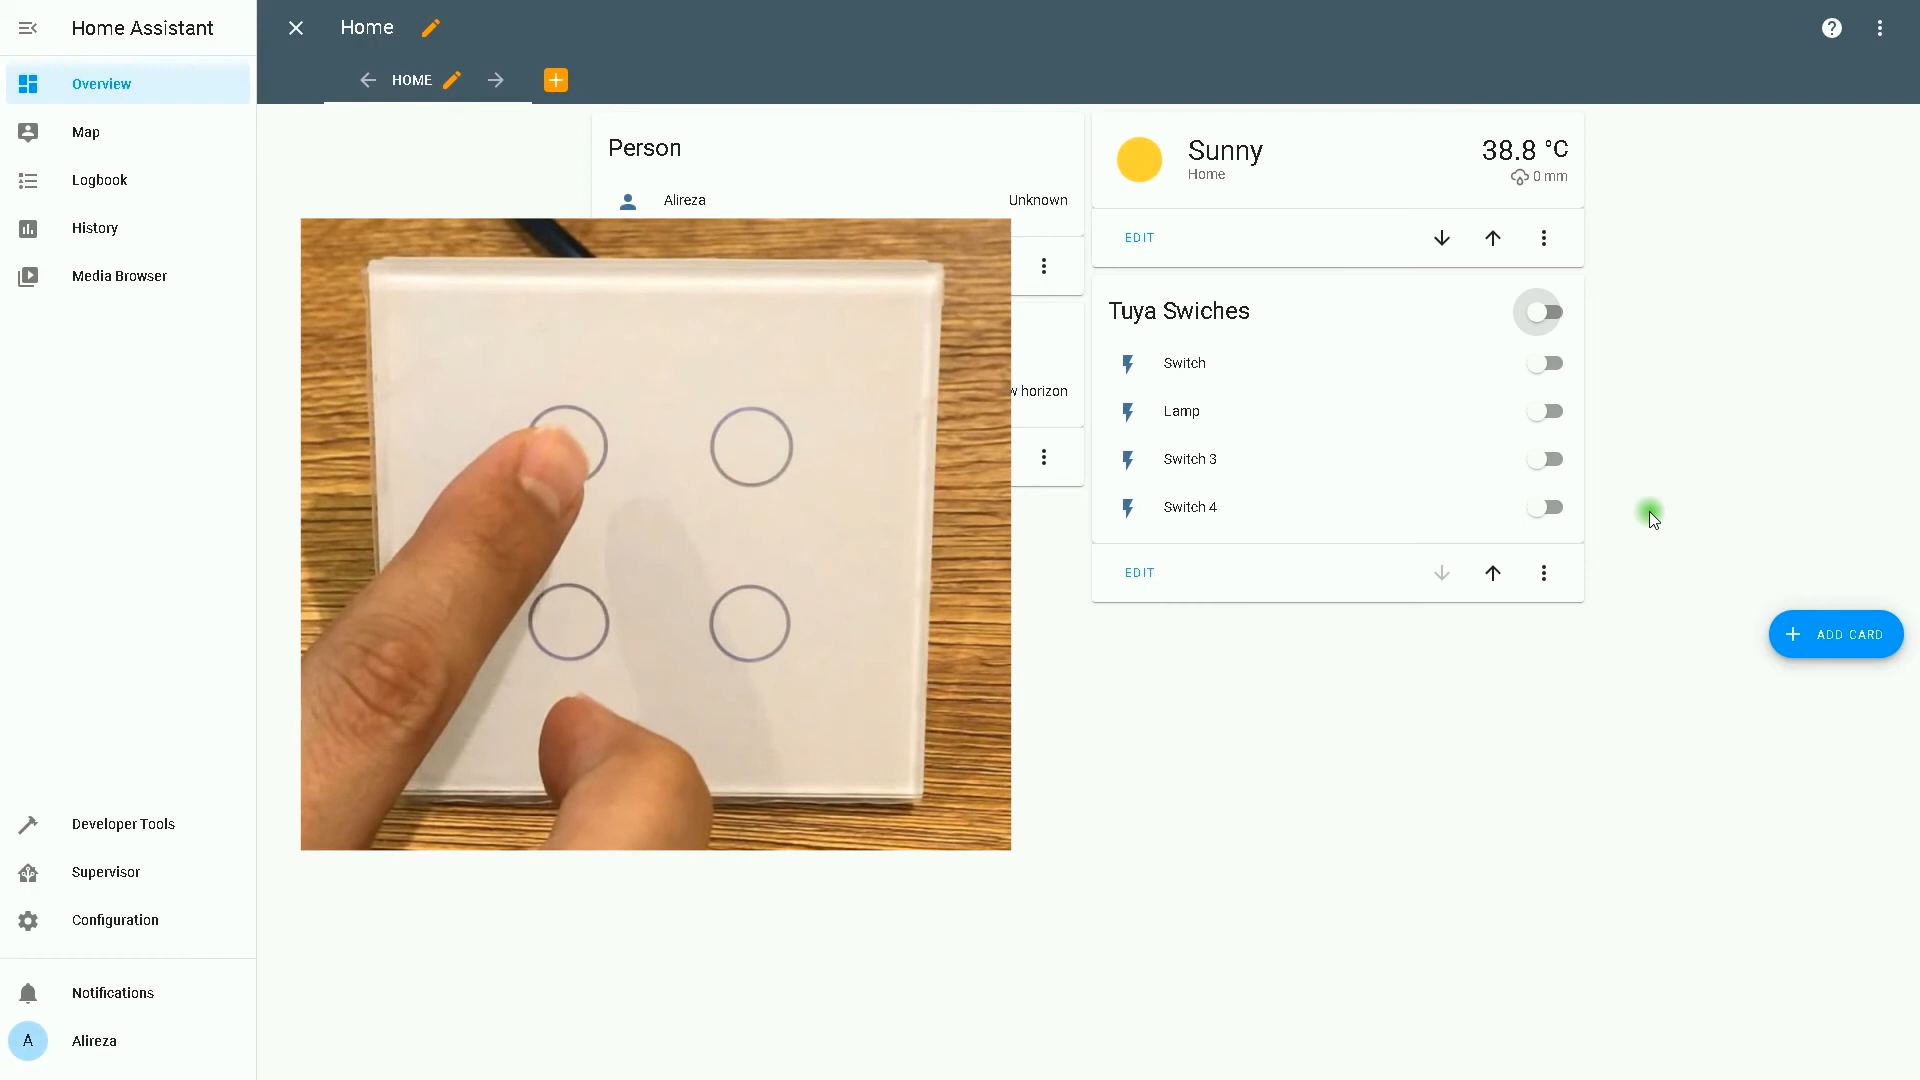 Home Assistant
Overview
Map
Logbook
History
Media Browser
Developer Tools
Supervisor
Configuration
Notifications
A
Alireza
Home
HOME
Person
Alireza
Unknown
w horizon
Sunny
Home
38.8 °C
0 mm
EDIT
Tuya Swiches
Switch
Lamp
Switch 3
Switch 4
EDIT
ADD CARD